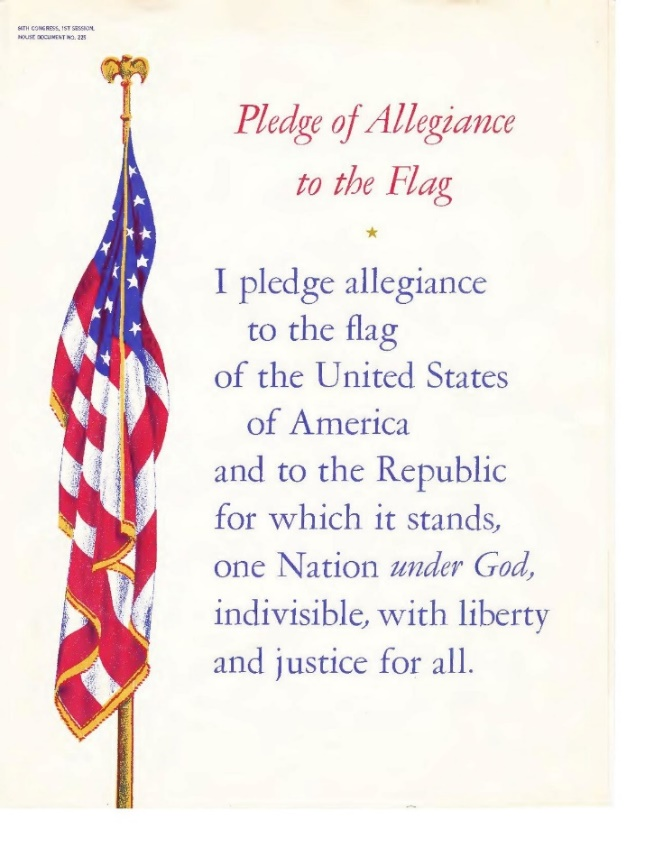 84TH CONGRESS, 1ST SESSION,
HOUSE DOCUMENT NO. 225
Pledge of Allegiance
to the Flag
I pledge allegiance
to the flag
of the United States
of America
and to the Republic
for which it stands,
one Nation under God,
indivisible, with liberty
and justice for all.